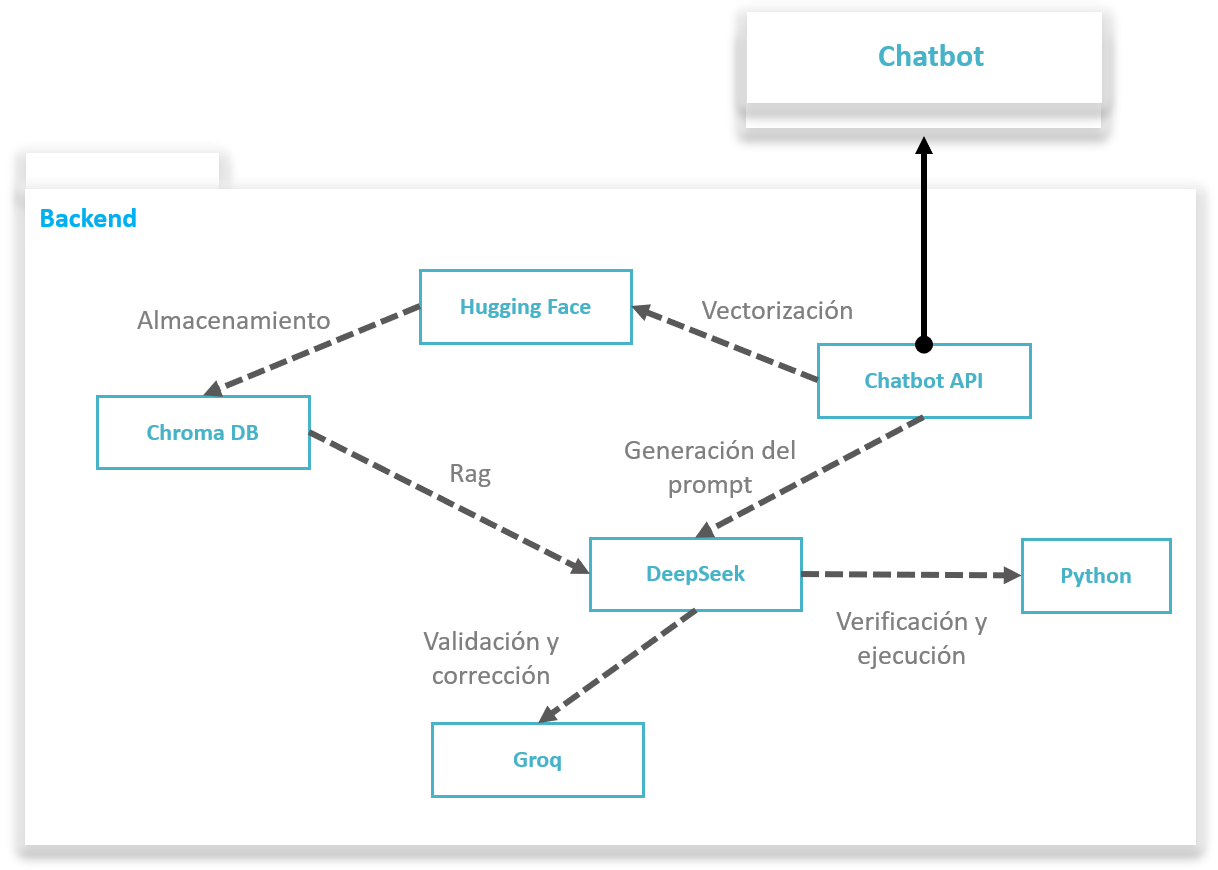 Chatbot
Backend
Hugging Face
Almacenamiento
Vectorización
Chatbot API
Chroma DB
Generación del
prompt
Rag
DeepSeek
Python
Validación y
corrección
Verificación y
ejecución
Groq